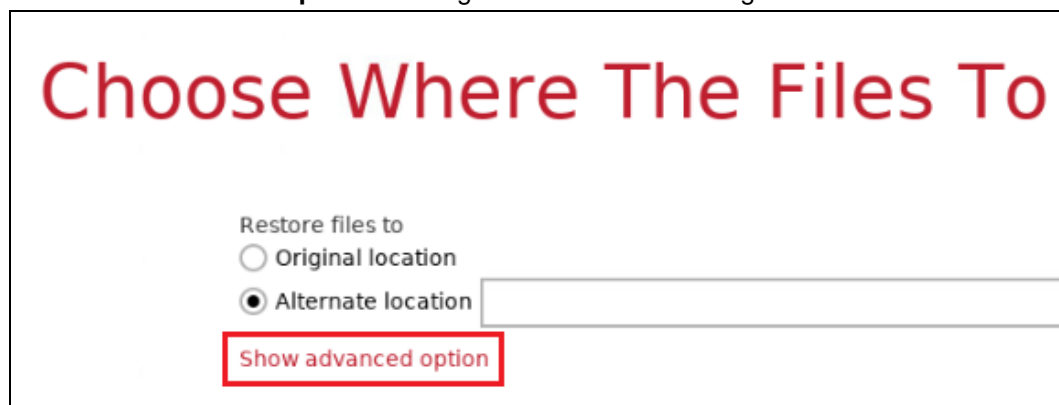 Choose Where The Files To
Restore files to
Original location
Alternate location
Show advanced option